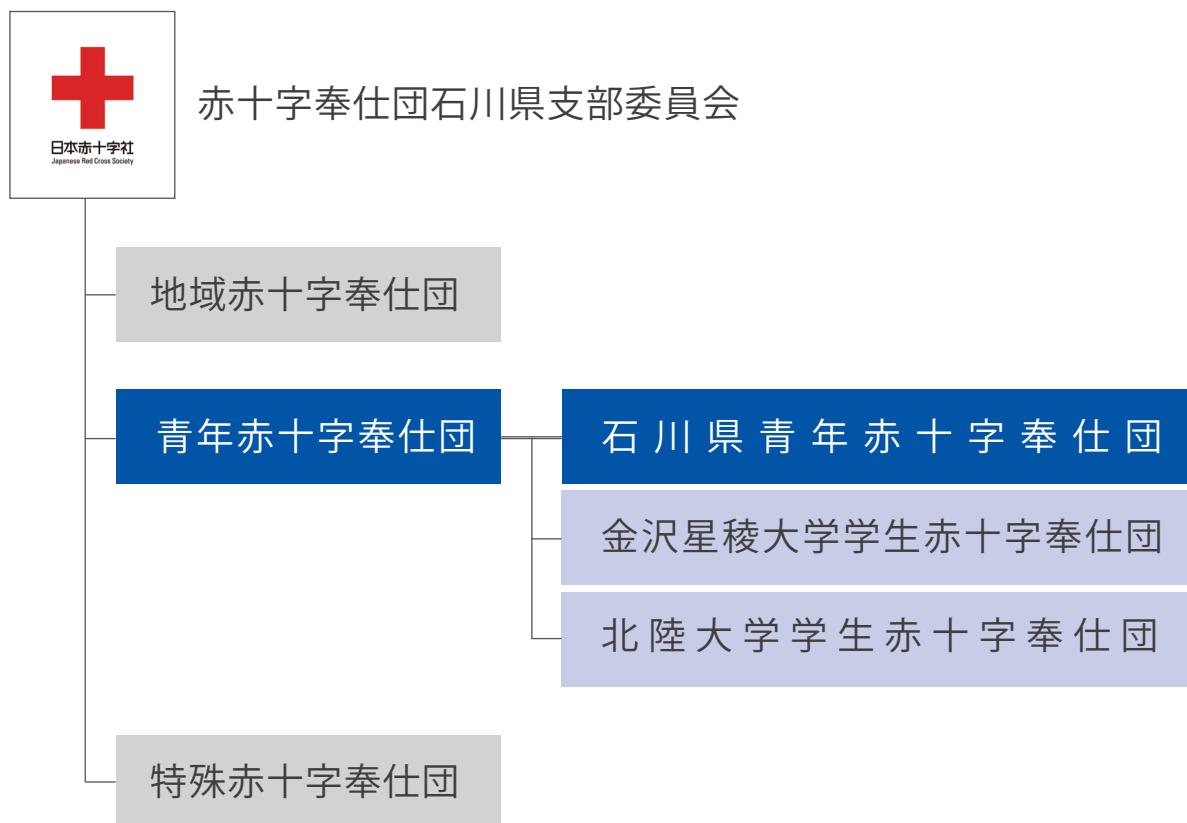 日本赤十字社
Japanese Red Cross Society
赤十字奉仕団石川県支部委員会
地域赤十字奉仕団
青年赤十字奉仕団
石川県青年赤十字奉仕団
金沢星稜大学学生赤十字奉仕団
北陸大学学生赤十字奉仕団
特殊赤十字奉仕団